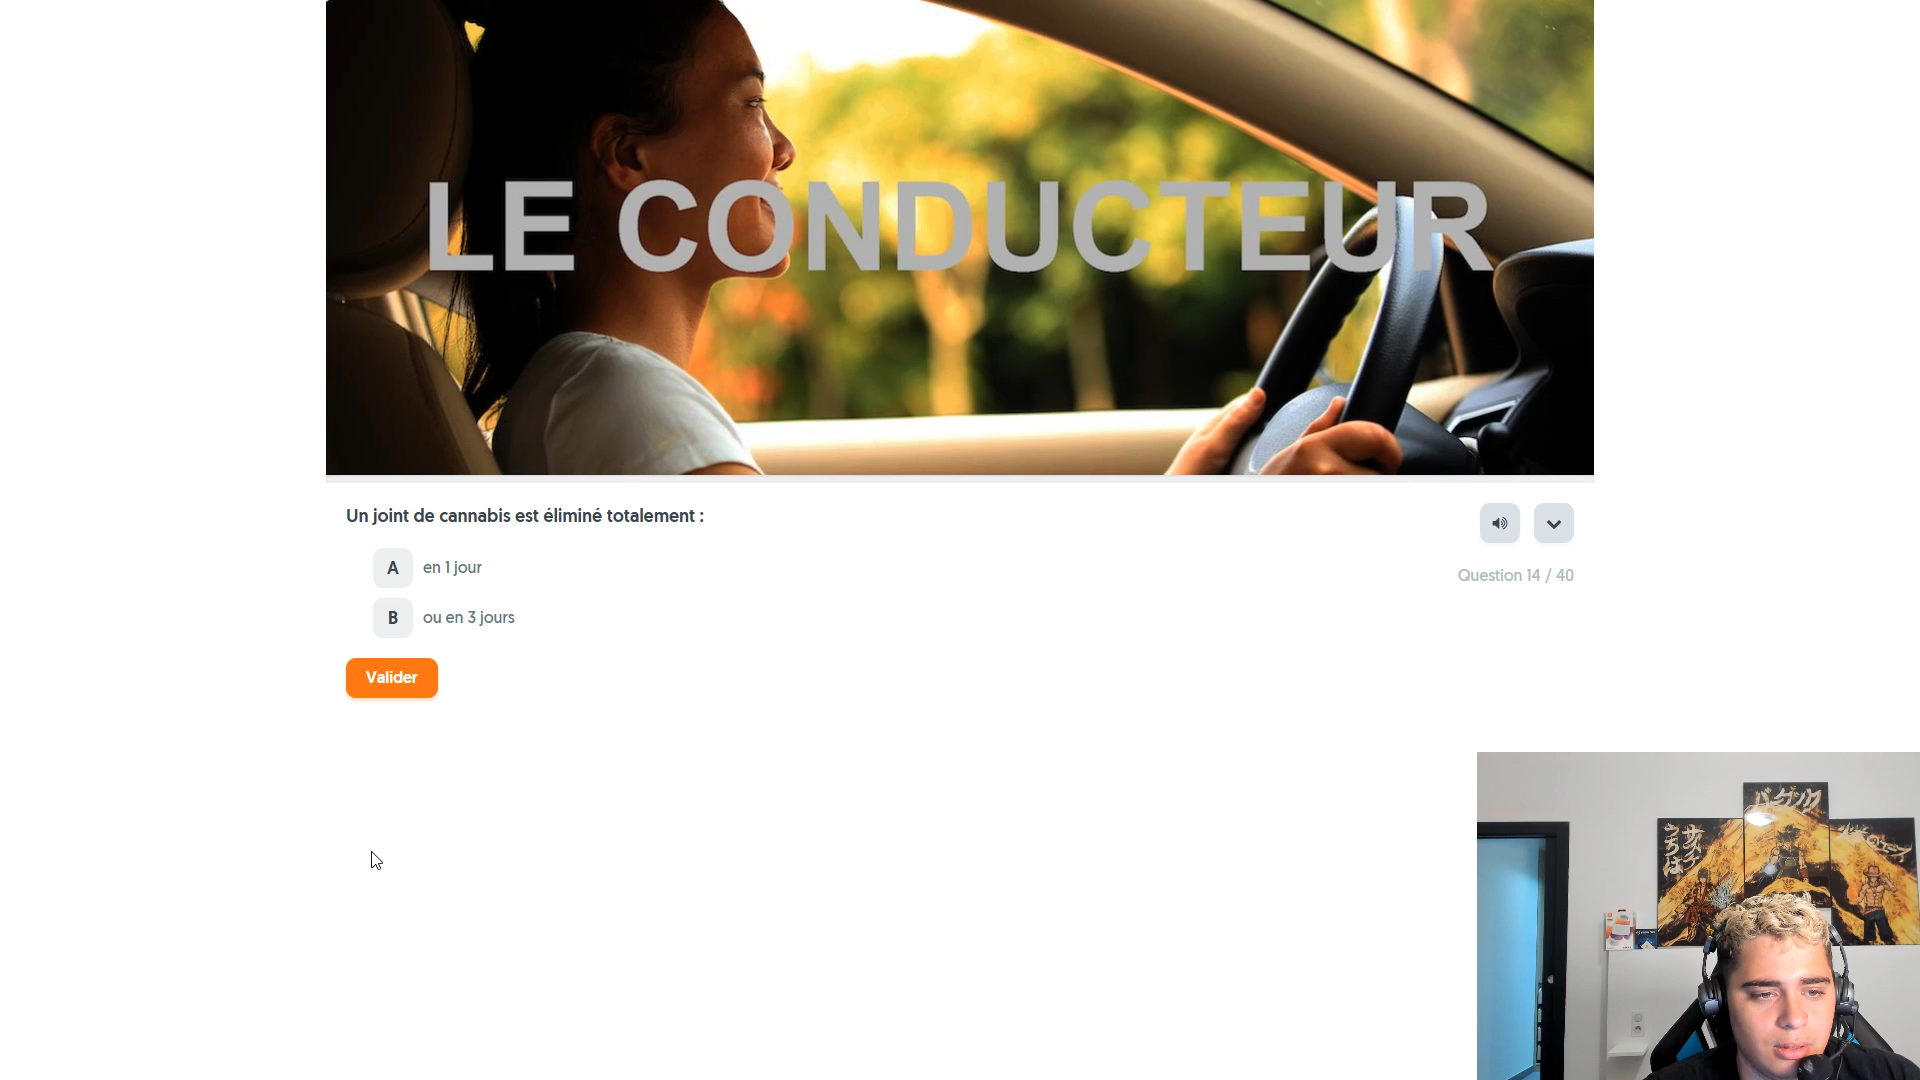 LE CONDUCTEUR
Un joint de cannabis est éliminé totalement :
A en 1 jour
B ou en 3 jours
Valider
Question 14 / 40